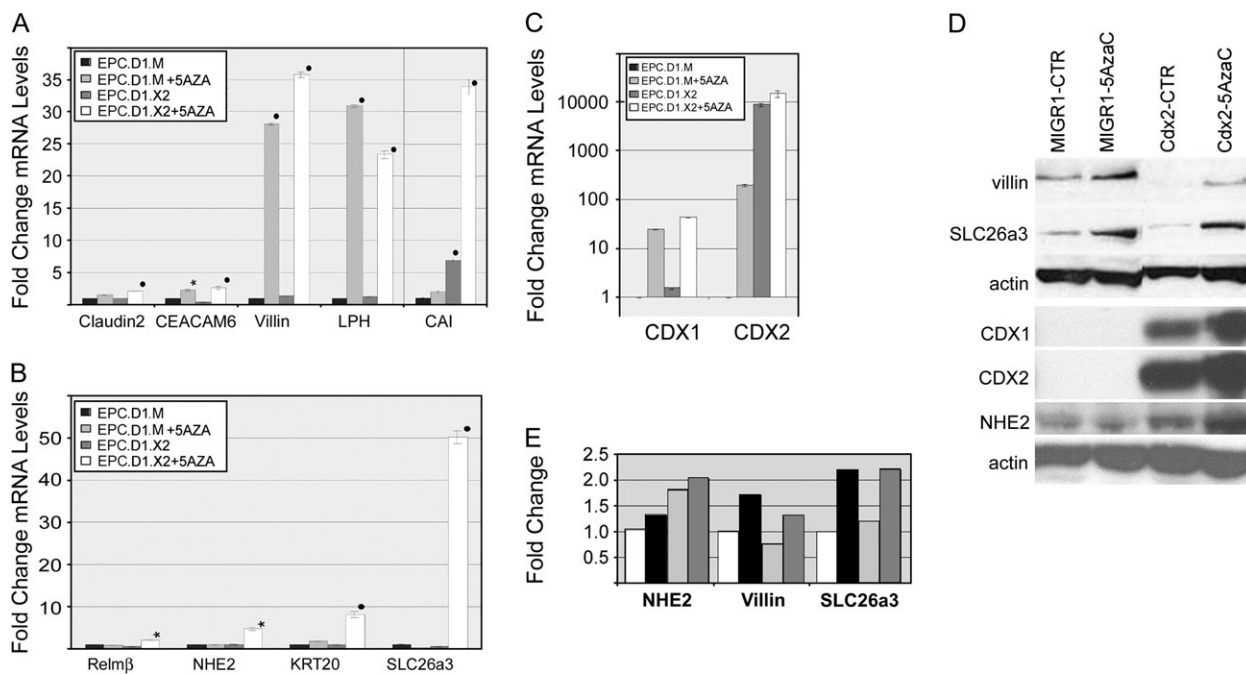 A
Fold Change mRNA Levels
35
30
25
20
15
10
5
EPC.D1.M
EPC.D1.M +5AZA
EPC.D1.X2
EPC.D1.X2+5AZA
*
Claudin2 CEACAM6 Villin LPH CAI
B
Fold Change mRNA Levels
50
40
30
20
10
EPC.D1.M
EPC.D1.M +5AZA
EPC.D1.X2
EPC.D1.X2+5AZA
* *
Relmβ NHE2 KRT20 SLC26a3
C
Fold Change mRNA Levels
10000
1000
100
10
1
EPC.D1.M
EPC.D1.M+5AZA
EPC.D1.X2
EPC.D1.X2+5AZA
CDX1 CDX2
D
MIGR1-CTR
MIGR1-5AzaC
Cdx2-CTR
Cdx2-5AzaC
villin
SLC26a3
actin
CDX1
CDX2
NHE2
actin
E
Fold Change
2.5
2.0
1.5
1.0
0.5
NHE2 Villin SLC26a3